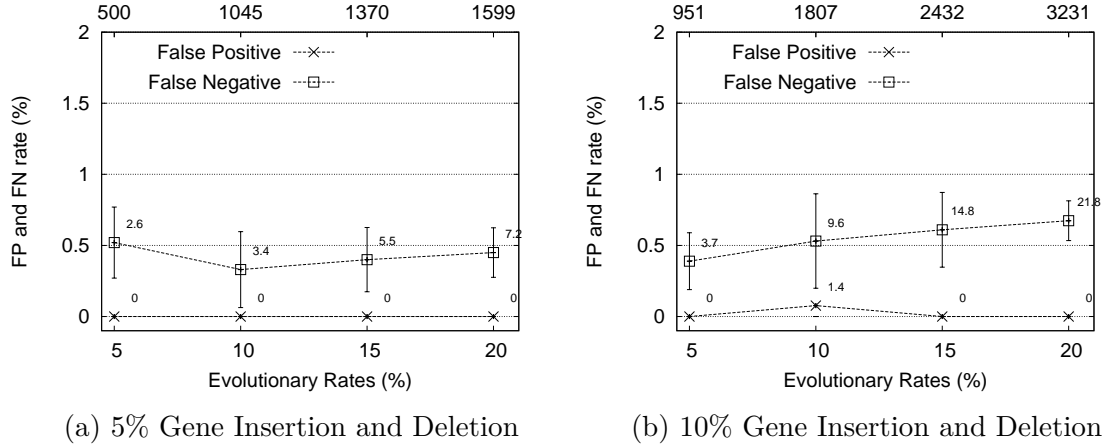 500 1045 1370 1599
2
False Positive
False Negative
1.5
1
0.5
0
FP and FN rate (%)
2.6
3.4
5.5
7.2
0 0 0 0
5 10 15 20
Evolutionary Rates (%)
(a) 5% Gene Insertion and Deletion
951 1807 2432 3231
2
False Positive
False Negative
1.5
1
0.5
0
FP and FN rate (%)
3.7
9.6
14.8
21.8
0 1.4 0 0
5 10 15 20
Evolutionary Rates (%)
(b) 10% Gene Insertion and Deletion